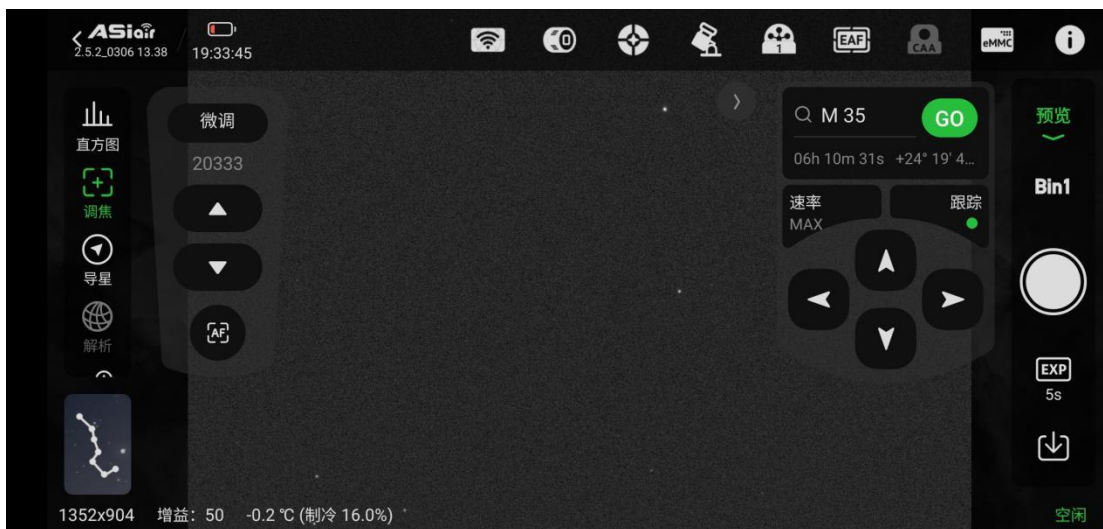 ASiair
2.5.2_0306 13.38
19:33:45
0
1
EAF
CAA
eMMC
i
直方图
调焦
导星
解析
微调
20333
AF
M 35
GO
06h 10m 31s +24° 19' 4...
速率
MAX
跟踪
预览
Bin1
EXP
5s
1352x904 增益：50 -0.2 ℃ (制冷 16.0%)
空闲